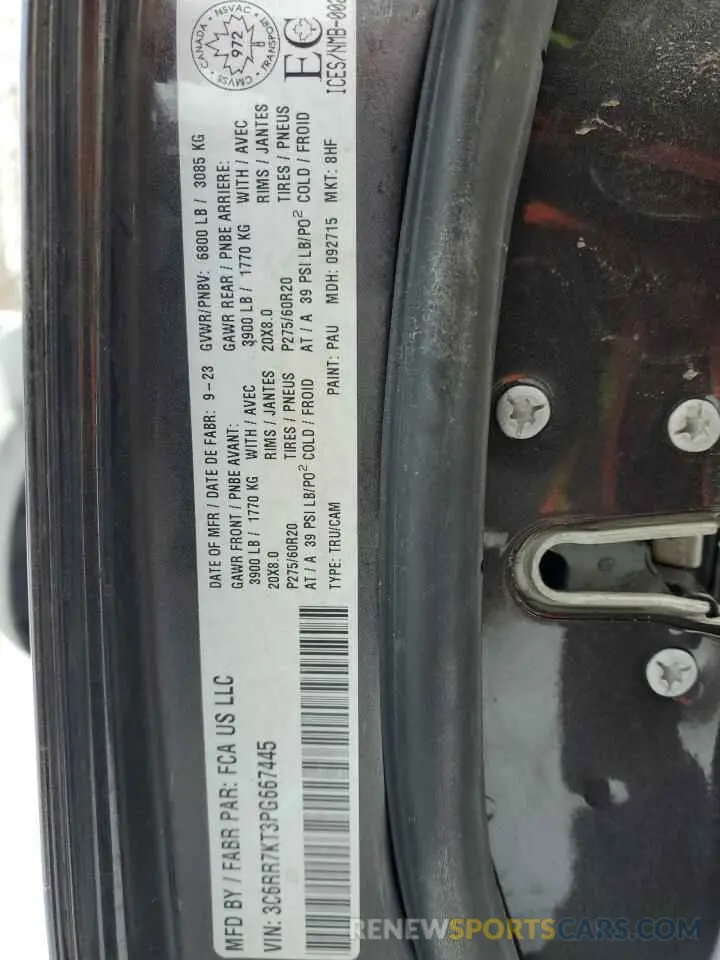 MFD BY / FABR PAR: FCA US LLC
DATE OF MFR / DATE DE FABR: 9-23
GVWR/PNBV: 6800 LB / 3085 KG
GAWR FRONT / PNBE AVANT:
3900 LB / 1770 KG WITH / AVEC
20X8.0 RIMS / JANTES
P275/60R20 TIRES / PNEUS
AT / A 39 PSI LB/PO² COLD / FROID
GAWR REAR / PNBE ARRIERE:
3900 LB / 1770 KG WITH / AVEC
20X8.0 RIMS / JANTES
P275/60R20 TIRES / PNEUS
AT / A 39 PSI LB/PO² COLD / FROID
VIN: 3C6RR7KT3PG667445
TYPE: TRU/CAM PAINT: PAU MDH: 092715 MKT: 8HF
CANADA NSVAC
972
TRANSPORT
CMVSS
EC
ICES/NMB-002
RENEWSPORTSCARS.COM